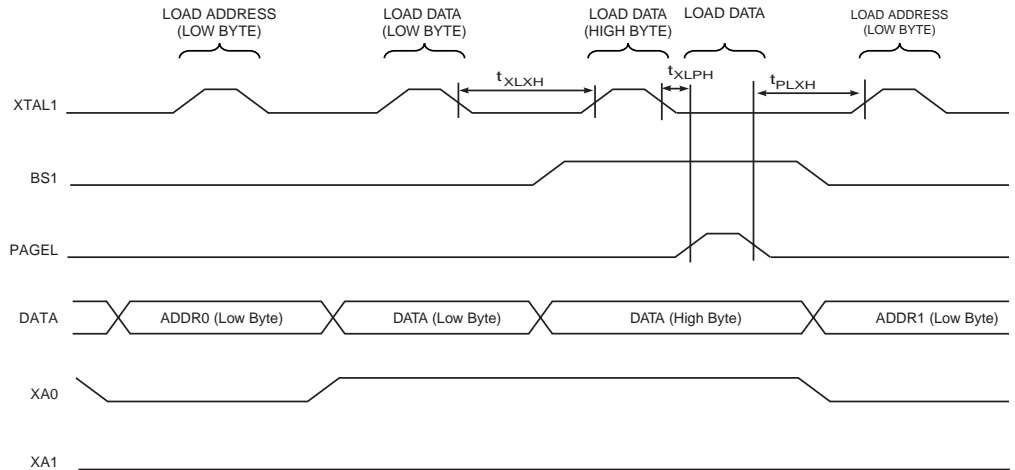 LOAD ADDRESS
(LOW BYTE)
LOAD DATA
(LOW BYTE)
LOAD DATA
(HIGH BYTE)
LOAD DATA
LOAD ADDRESS
(LOW BYTE)
tXLXH
tXLPH
tPLXH
XTAL1
BS1
PAGEL
DATA
ADDR0 (Low Byte)
DATA (Low Byte)
DATA (High Byte)
ADDR1 (Low Byte)
XA0
XA1